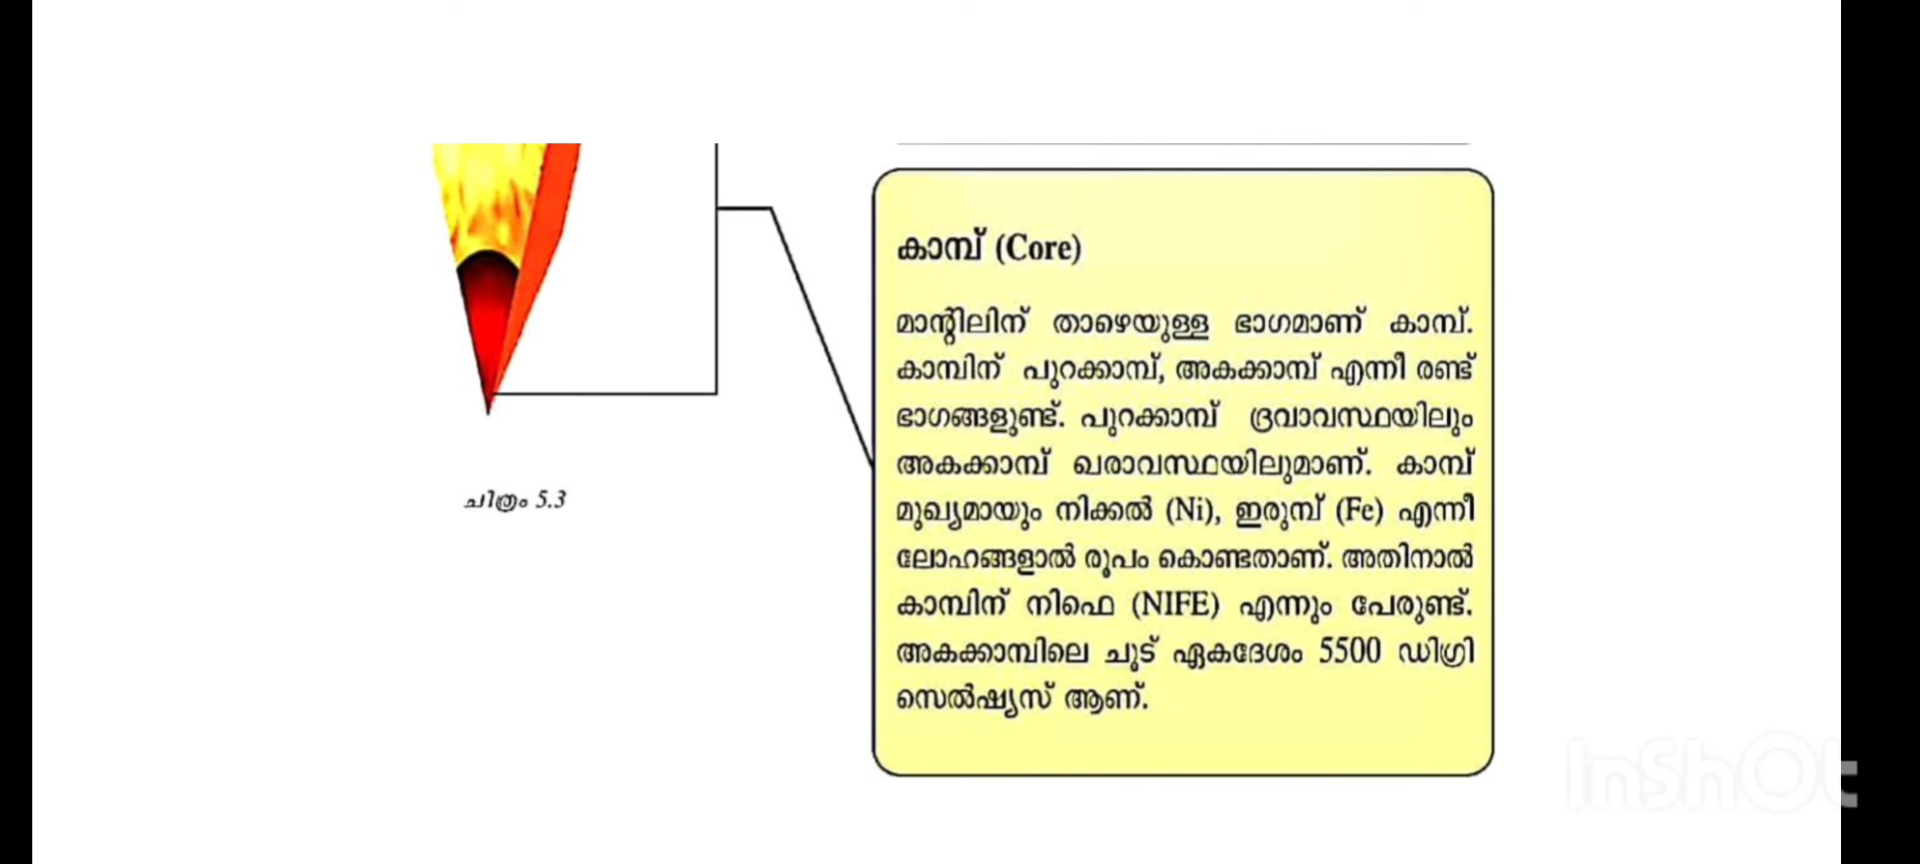 കാമ്പ് (Core)
മാന്റിലിന് താഴെയുള്ള ഭാഗമാണ് കാമ്പ്.
കാമ്പിന് പുറക്കാമ്പ്, അകക്കാമ്പ് എന്നീ രണ്ട്
ഭാഗങ്ങളുണ്ട്. പുറക്കാമ്പ് ദ്രവാവസ്ഥയിലും
അകക്കാമ്പ് ഖരാവസ്ഥയിലുമാണ്. കാമ്പ്
മുഖ്യമായും നിക്കൽ (Ni), ഇരുമ്പ് (Fe) എന്നീ
ലോഹങ്ങളാൽ രൂപം കൊണ്ടതാണ്. അതിനാൽ
കാമ്പിന് നിഫെ (NIFE) എന്നും പേരുണ്ട്.
അകക്കാമ്പിലെ ചൂട് ഏകദേശം 5500 ഡിഗ്രി
സെൽഷ്യസ് ആണ്.
ചിത്രം 5.3
InShOt